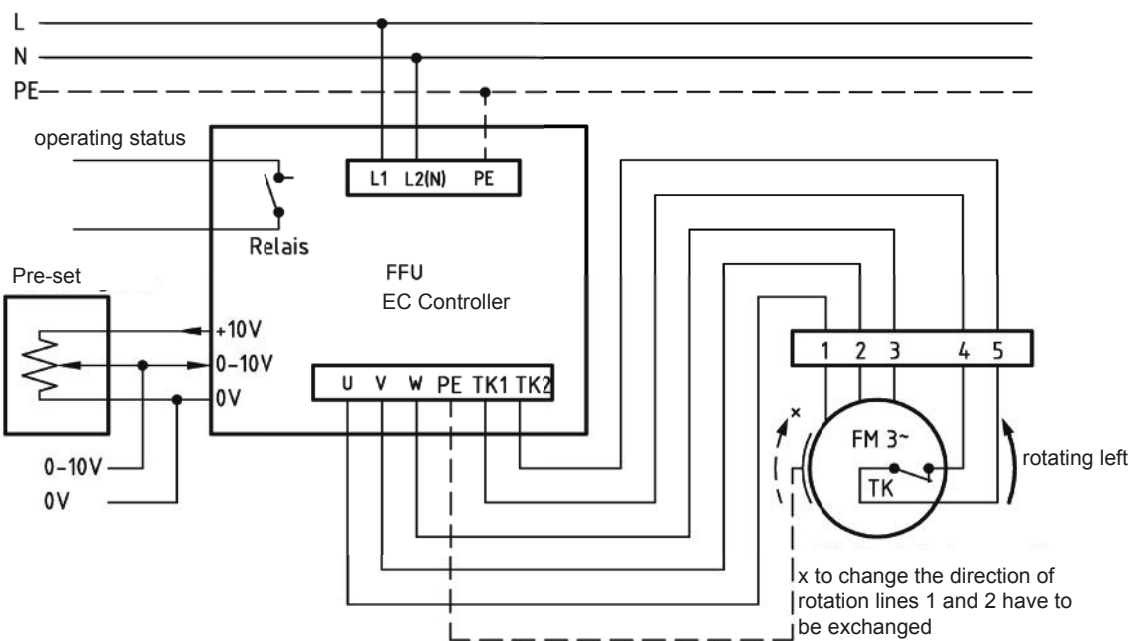 L
N
PE
operating status
L1 L2(N) PE
Relais
Pre-set
FFU
EC Controller
+10V
0-10V
0V
U V W PE TK1 TK2
1 2 3 4 5
x
FM 3~
TK
rotating left
0-10V
0V
x to change the direction of
rotation lines 1 and 2 have to
be exchanged